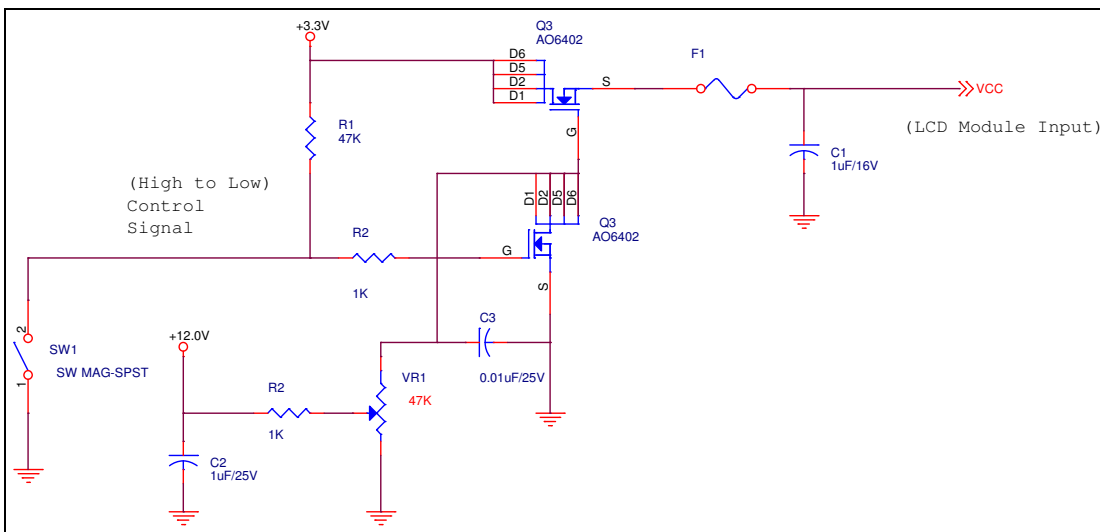 +3.3V
Q3
AO6402
D6
D5
D2
D1
S
G
F1
VCC
(LCD Module Input)
R1
47K
C1
1uF/16V
(High to Low)
Control
Signal
D1
D2
D5
D6
Q3
AO6402
R2
1K
G
S
2
1
SW1
SW MAG-SPST
+12.0V
C3
0.01uF/25V
R2
1K
VR1
47K
C2
1uF/25V